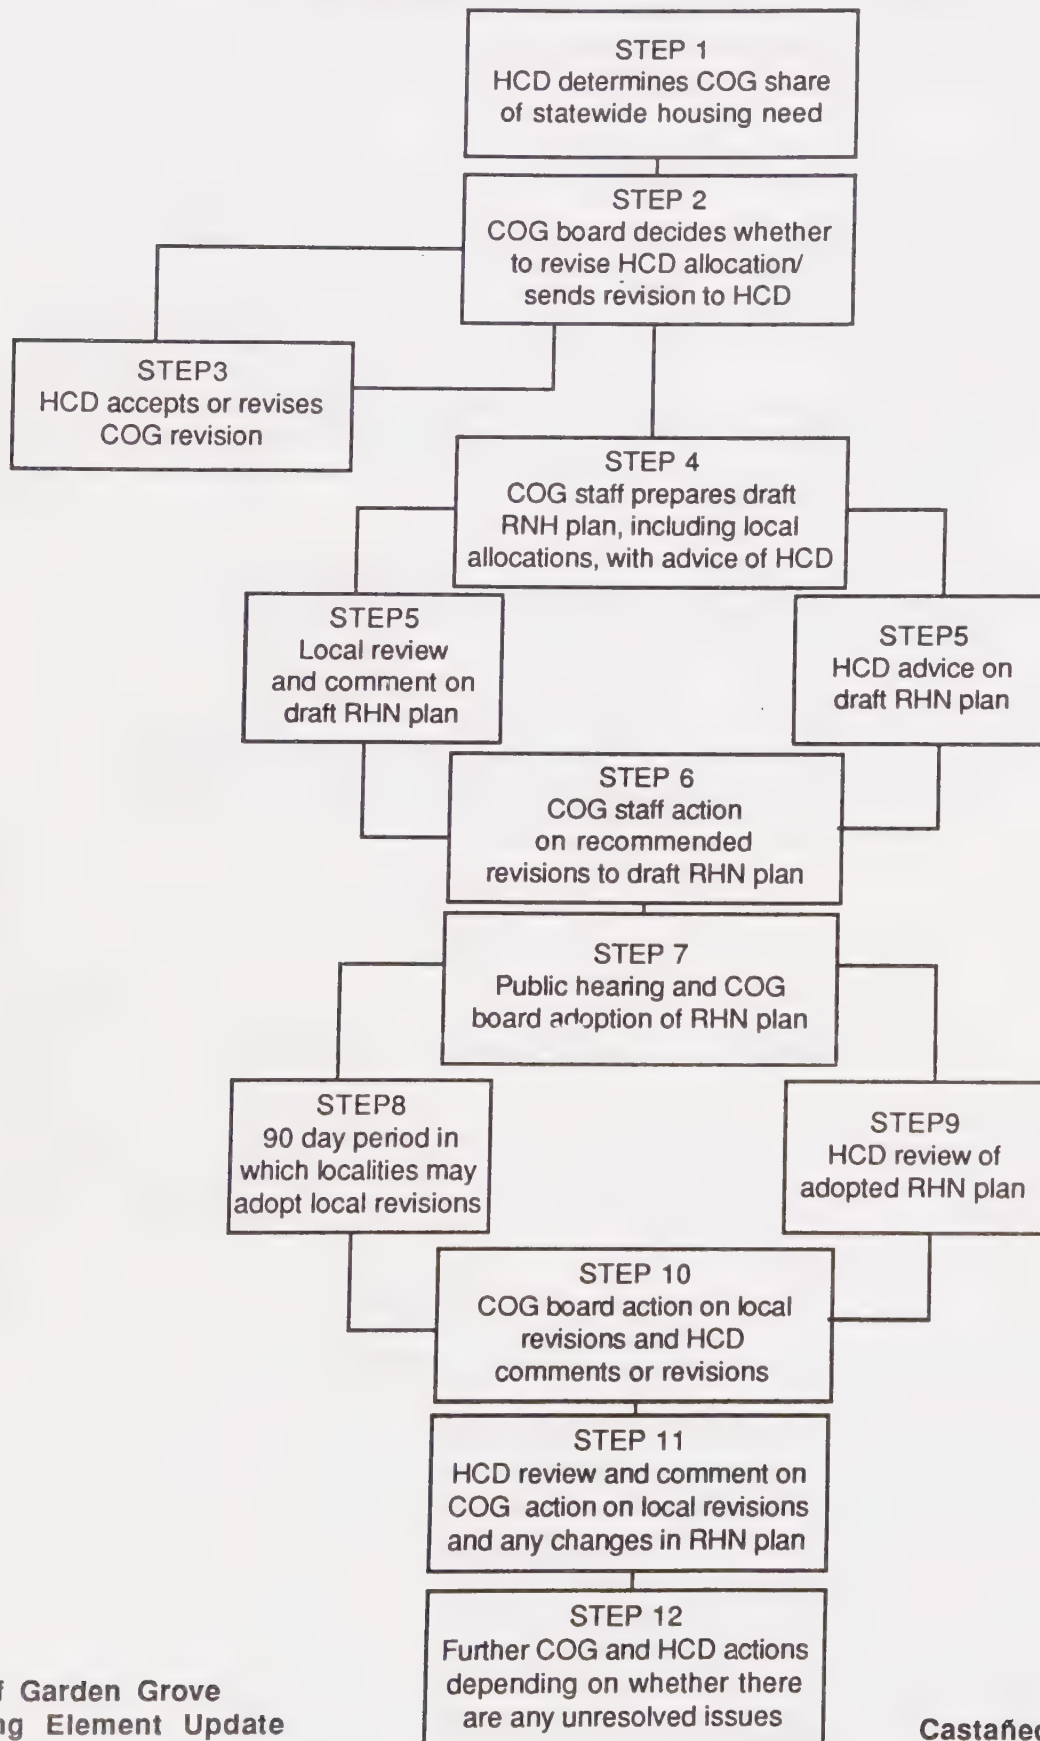 STEP 1
HCD determines COG share
of statewide housing need
STEP 2
COG board decides whether
to revise HCD allocation/
sends revision to HCD
STEP3
HCD accepts or revises
COG revision
STEP 4
COG staff prepares draft
RNH plan, including local
allocations, with advice of HCD
STEP5
Local review
and comment on
draft RHN plan
STEP5
HCD advice on
draft RHN plan
STEP 6
COG staff action
on recommended
revisions to draft RHN plan
STEP 7
Public hearing and COG
board adoption of RHN plan
STEP8
90 day period in
which localities may
adopt local revisions
STEP9
HCD review of
adopted RHN plan
STEP 10
COG board action on local
revisions and HCD
comments or revisions
STEP 11
HCD review and comment on
COG action on local revisions
and any changes in RHN plan
STEP 12
Further COG and HCD actions
depending on whether there
are any unresolved issues
Garden Grove
Element Update